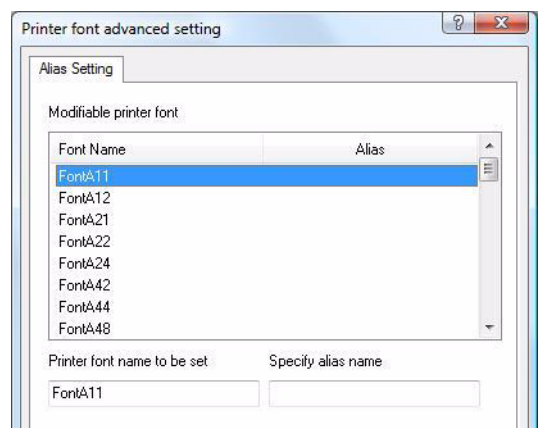 Printer font advanced setting
Alias Setting
Modifiable printer font
Font Name Alias
FontA11
FontA12
FontA21
FontA22
FontA24
FontA42
FontA44
FontA48
Printer font name to be set Specify alias name
FontA11